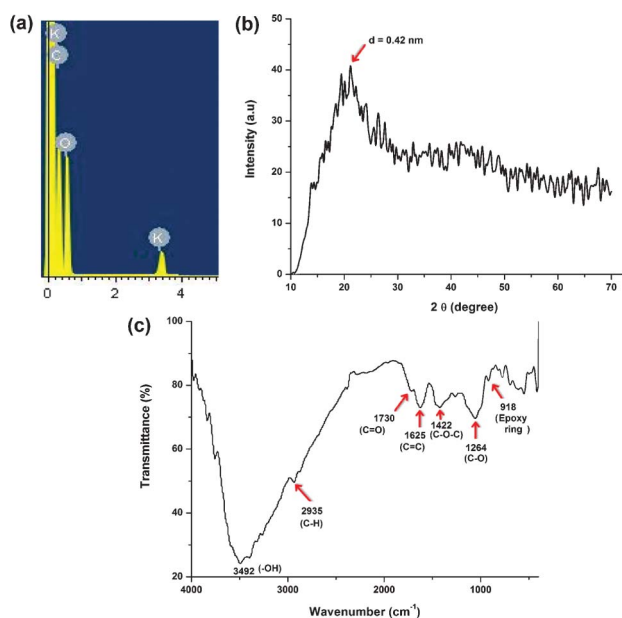 (a)
K
C
O
K
0 2 4
(b)
d = 0.42 nm
Intensity (a.u)
50
40
30
20
10
0
10 20 30 40 50 60 70
2 θ (degree)
(c)
Transmittance (%)
100
80
60
40
20
1730
(C=O)
1625
(C=C)
1422
(C-O-C)
1264
(C-O)
918
(Epoxy
ring )
2935
(C-H)
3492 (-OH)
4000 3000 2000 1000
Wavenumber (cm⁻¹)